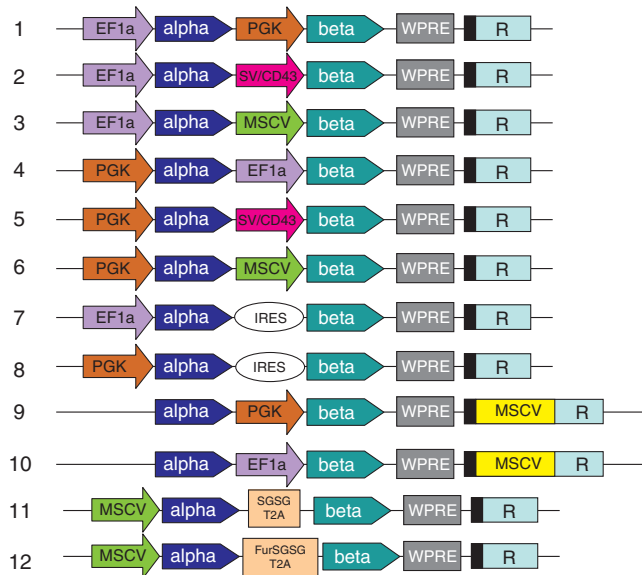 1 EF1a alpha PGK beta WPRE R
2 EF1a alpha SV/CD43 beta WPRE R
3 EF1a alpha MSCV beta WPRE R
4 PGK alpha EF1a beta WPRE R
5 PGK alpha SV/CD43 beta WPRE R
6 PGK alpha MSCV beta WPRE R
7 EF1a alpha IRES beta WPRE R
8 PGK alpha IRES beta WPRE R
9 alpha PGK beta WPRE MSCV R
10 alpha EF1a beta WPRE MSCV R
11 MSCV alpha SGSG T2A beta WPRE R
12 MSCV alpha FurSGSG T2A beta WPRE R